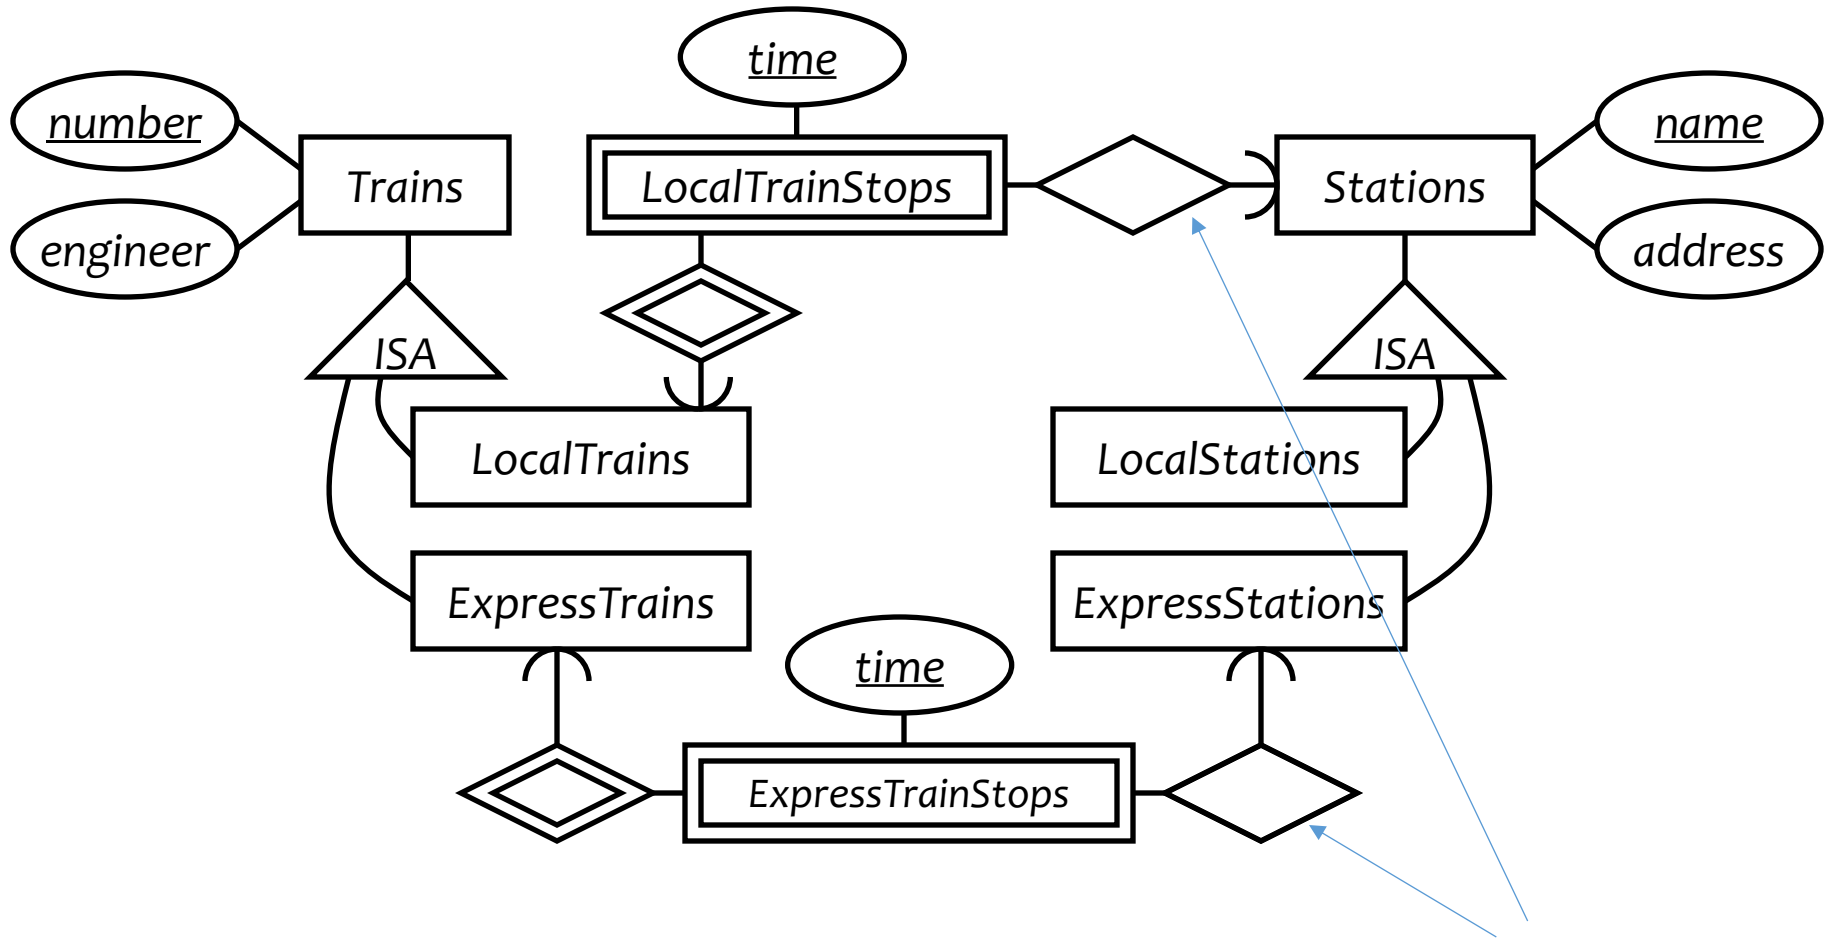 time
number
name
Trains
LocalTrainStops
Stations
engineer
address
ISA
ISA
LocalTrains
LocalStations
ExpressTrains
ExpressStations
time
ExpressTrainStops